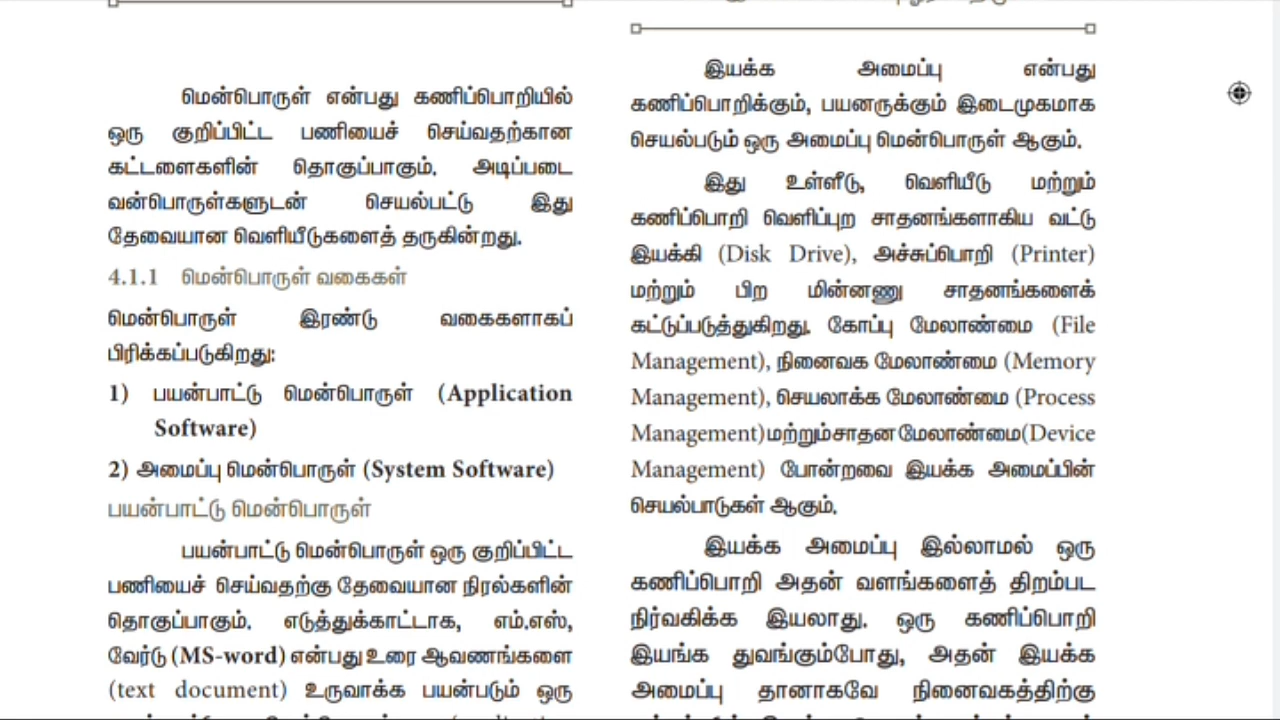 மென்பொருள் என்பது கணிப்பொறியில்
ஒரு குறிப்பிட்ட பணியைச் செய்வதற்கான
கட்டளைகளின் தொகுப்பாகும். அடிப்படை
வன்பொருள்களுடன் செயல்பட்டு இது
தேவையான வெளியீடுகளைத் தருகின்றது.
4.1.1 மென்பொருள் வகைகள்
மென்பொருள் இரண்டு வகைகளாகப்
பிரிக்கப்படுகிறது:
1) பயன்பாட்டு மென்பொருள் (Application
Software)
2) அமைப்பு மென்பொருள் (System Software)
பயன்பாட்டு மென்பொருள்
பயன்பாட்டு மென்பொருள் ஒரு குறிப்பிட்ட
பணியைச் செய்வதற்கு தேவையான நிரல்களின்
தொகுப்பாகும். எடுத்துக்காட்டாக, எம்.எஸ்,
வேர்டு (MS-word) என்பது உரை ஆவணங்களை
(text document) உருவாக்க பயன்படும் ஒரு
இயக்க அமைப்பு என்பது
கணிப்பொறிக்கும், பயனருக்கும் இடைமுகமாக
செயல்படும் ஒரு அமைப்பு மென்பொருள் ஆகும்.
இது உள்ளீடு, வெளியீடு மற்றும்
கணிப்பொறி வெளிப்புற சாதனங்களாகிய வட்டு
இயக்கி (Disk Drive), அச்சுப்பொறி (Printer)
மற்றும் பிற மின்னணு சாதனங்களைக்
கட்டுப்படுத்துகிறது. கோப்பு மேலாண்மை (File
Management), நினைவக மேலாண்மை (Memory
Management), செயலாக்க மேலாண்மை (Process
Management) மற்றும் சாதன மேலாண்மை (Device
Management) போன்றவை இயக்க அமைப்பின்
செயல்பாடுகள் ஆகும்.
இயக்க அமைப்பு இல்லாமல் ஒரு
கணிப்பொறி அதன் வளங்களைத் திறம்பட
நிர்வகிக்க இயலாது. ஒரு கணிப்பொறி
இயங்க துவங்கும்போது, அதன் இயக்க
அமைப்பு தானாகவே நினைவகத்திற்கு